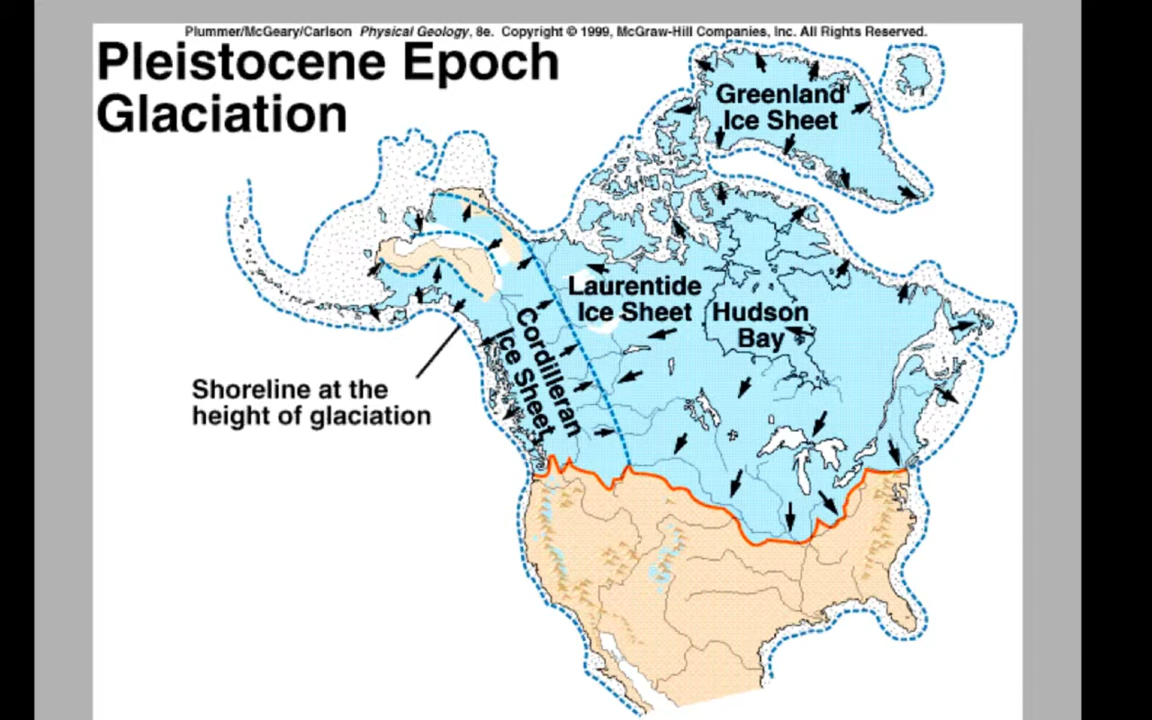 Plummer/McGeary/Carlson Physical Geology, 8e. Copyright © 1999, McGraw-Hill Companies, Inc. All Rights Reserved.
Pleistocene Epoch
Glaciation
Greenland
Ice Sheet
Laurentide
Ice Sheet
Hudson
Bay
Cordilleran
Ice Sheet
Shoreline at the
height of glaciation